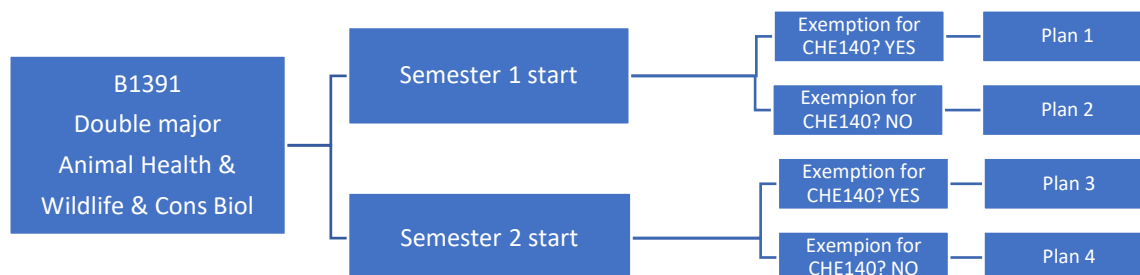 B1391
Double major
Animal Health &
Wildlife & Cons Biol
Semester 1 start
Exemption for
CHE140? YES
Plan 1
Exempion for
CHE140? NO
Plan 2
Semester 2 start
Exemption for
CHE140? YES
Plan 3
Exempion for
CHE140? NO
Plan 4